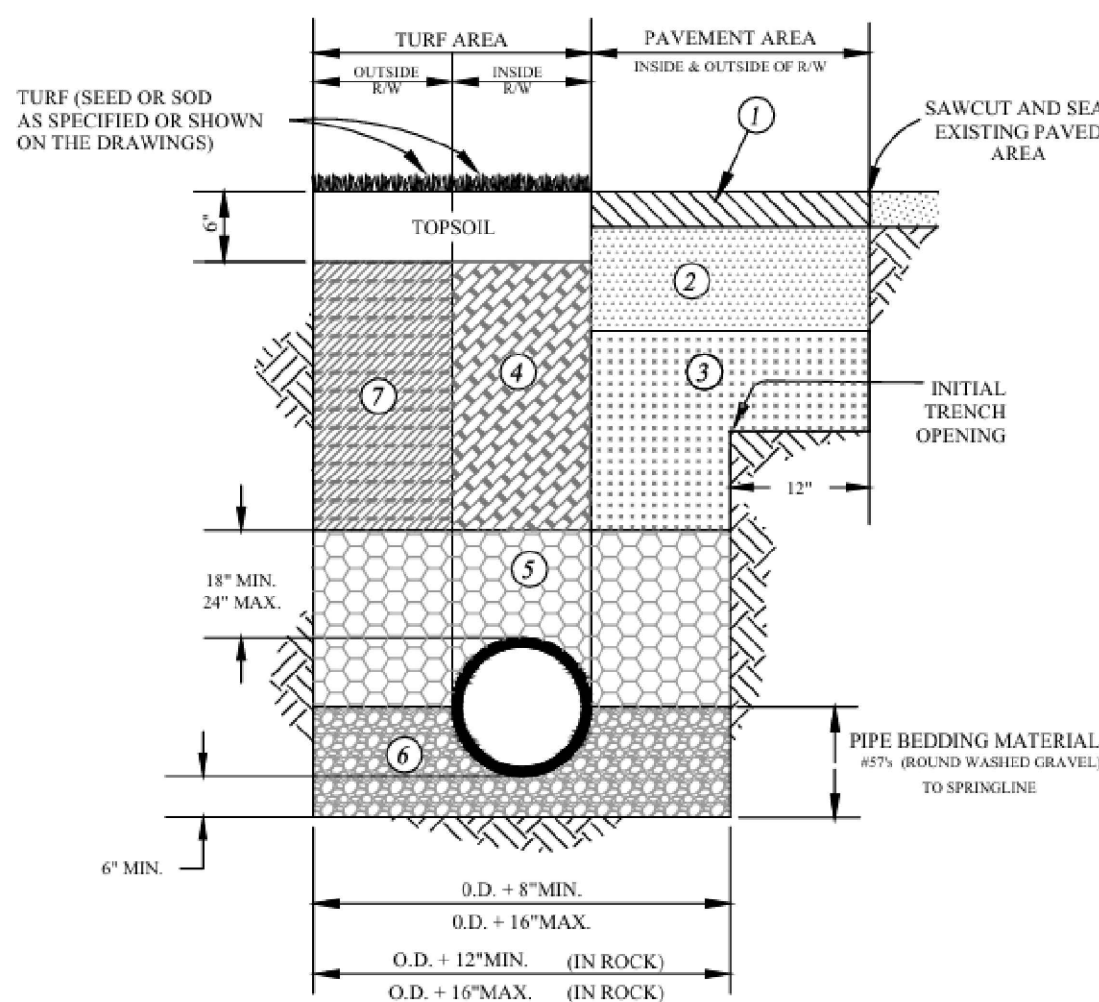 TURF AREA
PAVEMENT AREA
INSIDE & OUTSIDE OF R/W
OUTSIDE
R/W
INSIDE
R/W
TURF (SEED OR SOD
AS SPECIFIED OR SHOWN
ON THE DRAWINGS)
1
SAWCUT AND SEA
EXISTING PAVED
AREA
6"
TOPSOIL
2
3
4
7
INITIAL
TRENCH
OPENING
12"
18" MIN.
24" MAX.
5
6
PIPE BEDDING MATERIAL
#57's (ROUND WASHED GRAVEL)
TO SPRINGLINE
6" MIN.
0.D. + 8"MIN.
0.D. + 16"MAX.
O.D. + 12"MIN. (IN ROCK)
O.D. + 16"MAX. (IN ROCK)